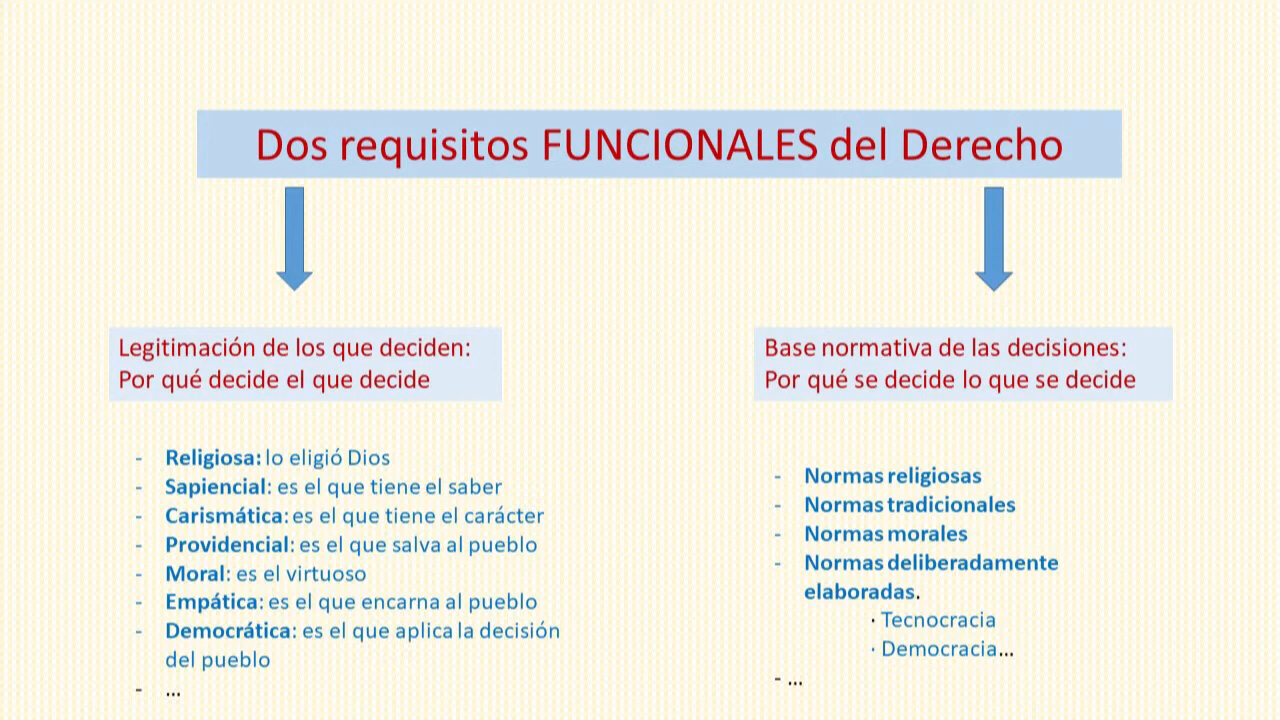 Dos requisitos FUNCIONALES del Derecho
Legitimación de los que deciden:
Por qué decide el que decide
- Religiosa: lo eligió Dios
- Sapiencial: es el que tiene el saber
- Carismática: es el que tiene el carácter
- Providencial: es el que salva al pueblo
- Moral: es el virtuoso
- Empática: es el que encarna al pueblo
- Democrática: es el que aplica la decisión
del pueblo
- ...
Base normativa de las decisiones:
Por qué se decide lo que se decide
- Normas religiosas
- Normas tradicionales
- Normas morales
- Normas deliberadamente
elaboradas.
· Tecnocracia
· Democracia...
- ...